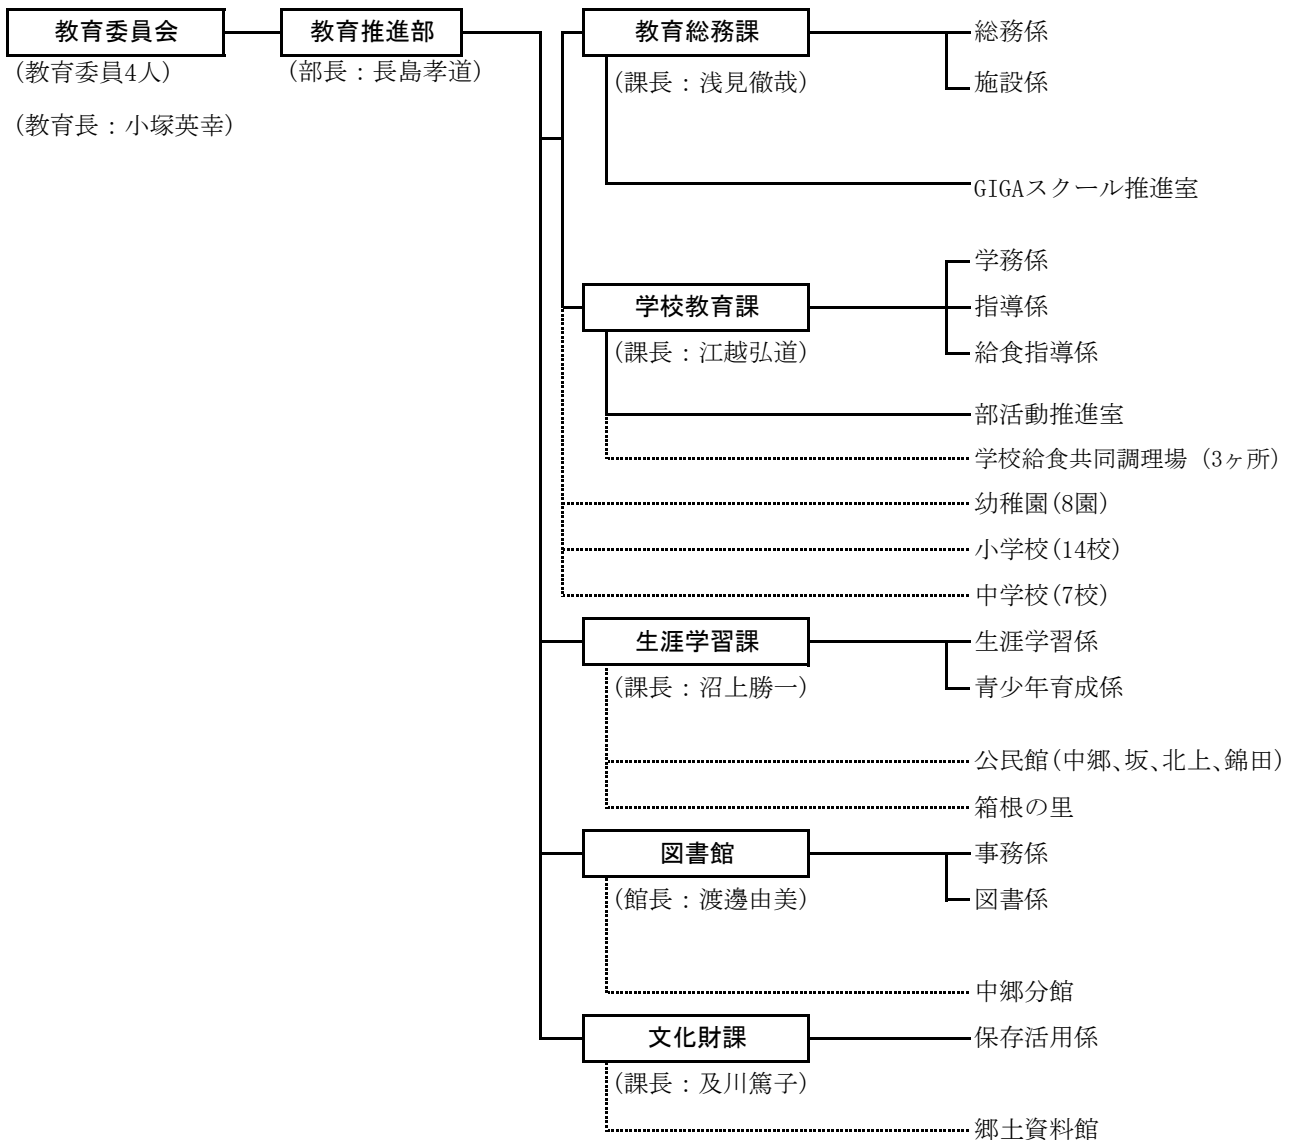 教育委員会
(教育委員4人)
(教育長：小塚英幸)
教育推進部
(部長：長島孝道)
教育総務課
(課長：浅見徹哉)
総務係
施設係
GIGAスクール推進室
学校教育課
(課長：江越弘道)
学務係
指導係
給食指導係
部活動推進室
学校給食共同調理場 (3ヶ所)
幼稚園(8園)
小学校(14校)
中学校(7校)
生涯学習課
(課長：沼上勝一)
生涯学習係
青少年育成係
公民館(中郷、坂、北上、錦田)
箱根の里
図書館
(館長：渡邊由美)
事務係
図書係
中郷分館
文化財課
(課長：及川篤子)
保存活用係
郷土資料館